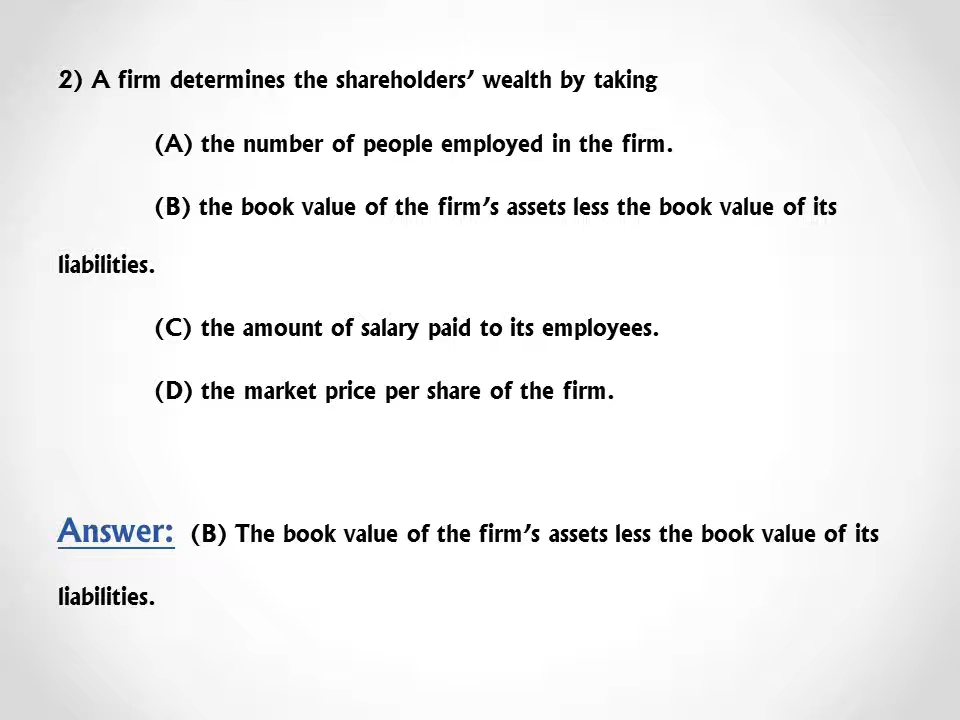 2) A firm determines the shareholders’ wealth by taking
(A) the number of people employed in the firm.
(B) the book value of the firm’s assets less the book value of its
liabilities.
(C) the amount of salary paid to its employees.
(D) the market price per share of the firm.
Answer: (B) The book value of the firm’s assets less the book value of its
liabilities.